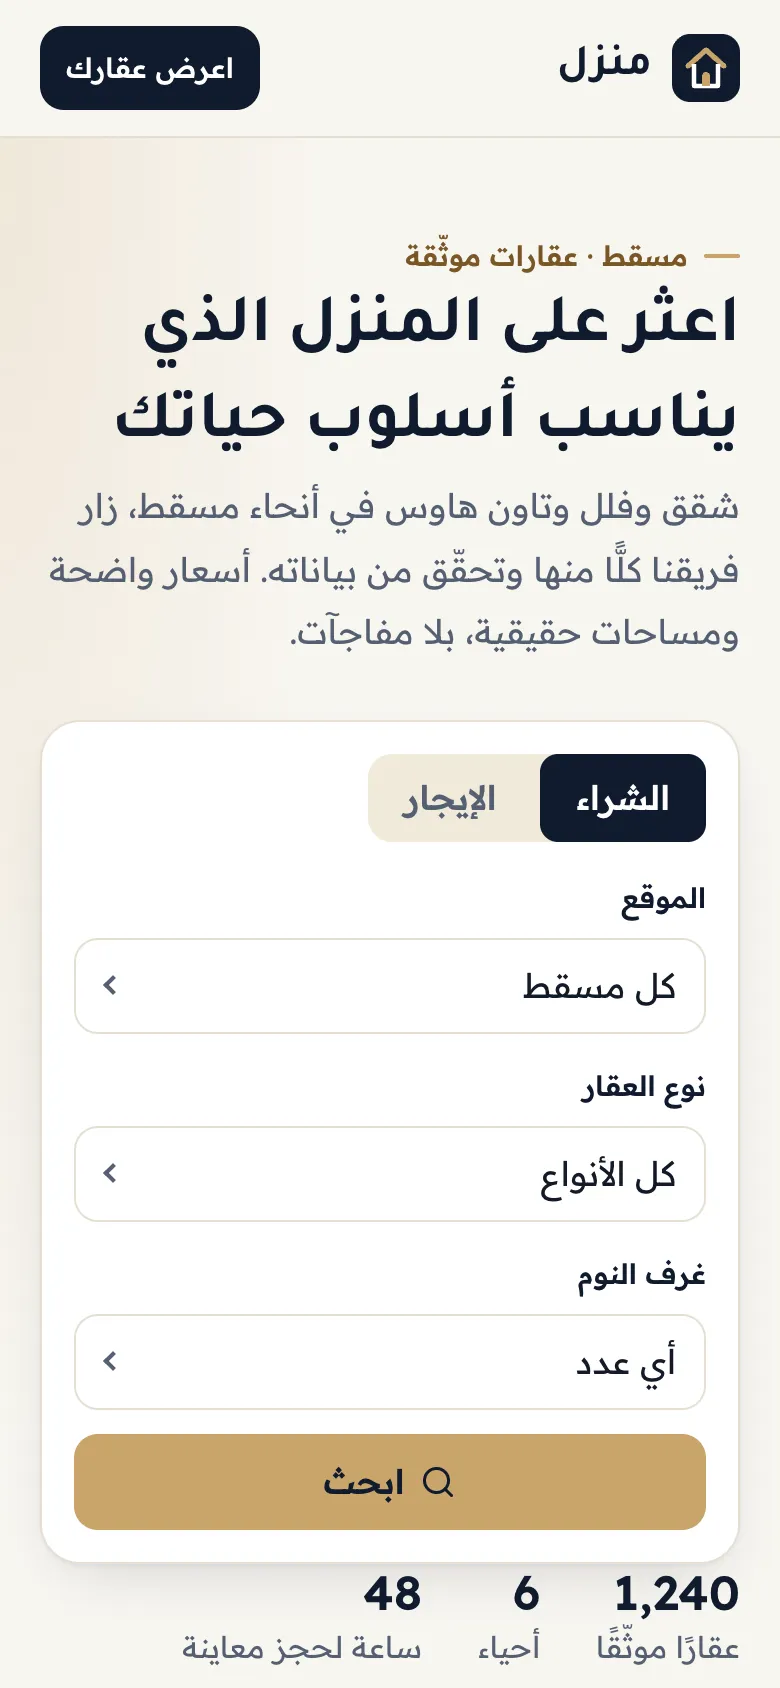 منزل
اعرض عقارك
مسقط · عقارات موثّقة
اعثر على المنزل الذي
يناسب أسلوب حياتك
شقق وفلل وتاون هاوس في أنحاء مسقط، زار
فريقنا كلًّا منها وتحقّق من بياناته. أسعار واضحة
ومساحات حقيقية، بلا مفاجآت.
الشراء
الإيجار
الموقع
كل مسقط
نوع العقار
كل الأنواع
غرف النوم
أي عدد
ابحث
1,240
عقارًا موثّقًا
6
أحياء
48
ساعة لحجز معاينة